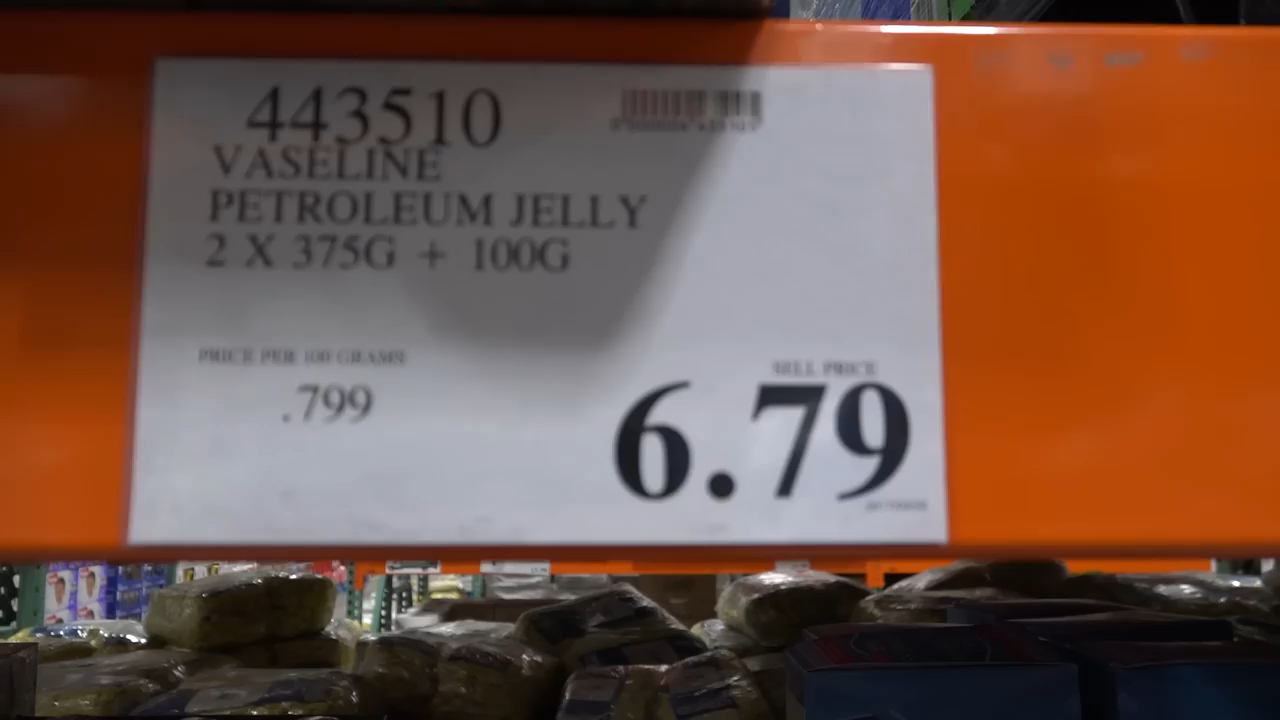 443510
VASELINE
PETROLEUM JELLY
2 X 375G + 100G
PRICE PER 100 GRAMS
.799
SELL PRICE
6.79